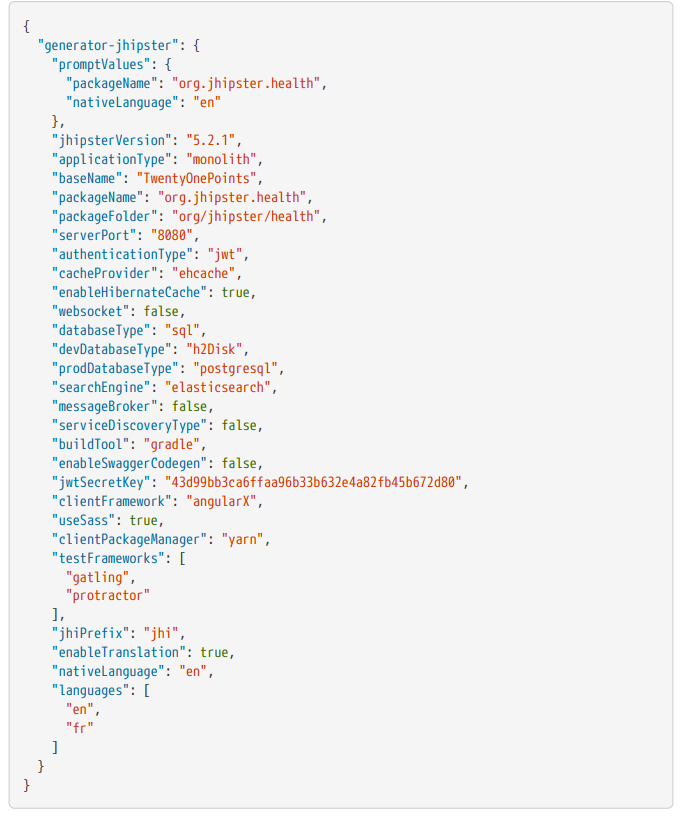 {
  "generator-jhipster": {
    "promptValues": {
      "packageName": "org.jhipster.health",
      "nativeLanguage": "en"
    },
    "jhipsterVersion": "5.2.1",
    "applicationType": "monolith",
    "baseName": "TwentyOnePoints",
    "packageName": "org.jhipster.health",
    "packageFolder": "org/jhipster/health",
    "serverPort": "8080",
    "authenticationType": "jwt",
    "cacheProvider": "ehcache",
    "enableHibernateCache": true,
    "websocket": false,
    "databaseType": "sql",
    "devDatabaseType": "h2Disk",
    "prodDatabaseType": "postgresql",
    "searchEngine": "elasticsearch",
    "messageBroker": false,
    "serviceDiscoveryType": false,
    "buildTool": "gradle",
    "enableSwaggerCodegen": false,
    "jwtSecretKey": "43d99bb3ca6ffaa96b33b632e4a82fb45b672d80",
    "clientFramework": "angularX",
    "useSass": true,
    "clientPackageManager": "yarn",
    "testFrameworks": [
      "gatling",
      "protractor"
    ],
    "jhiPrefix": "jhi",
    "enableTranslation": true,
    "nativeLanguage": "en",
    "languages": [
      "en",
      "fr"
    ]
  }
}